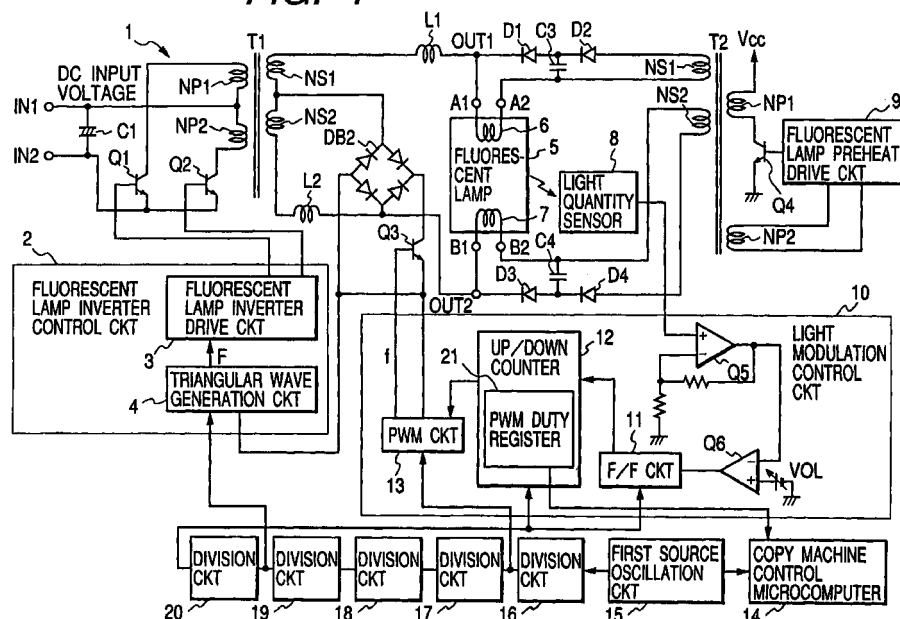 FIG. 1
1
T1
L1
OUT1
D1
C3
D2
T2
Vcc
DC INPUT
VOLTAGE
NP1
NS1
NS1
NP1
9
IN1
A1
A2
NS2
C1
NP2
NS2
6
5
8
FLUORESCENT
LAMP PREHEAT
DRIVE CKT
IN2
Q1
Q2
DB2
FLUORES-
CENT
LAMP
LIGHT
QUANTITY
SENSOR
Q4
L2
7
Q3
B1
B2
C4
NP2
2
D3
D4
OUT2
10
FLUORESCENT
LAMP INVERTER
CONTROL CKT
FLUORESCENT
LAMP INVERTER
DRIVE CKT
3
F
f
12
UP/DOWN
COUNTER
21
+
−
Q5
LIGHT
MODULATION
CONTROL
CKT
TRIANGULAR WAVE
GENERATION CKT
4
PWM DUTY
REGISTER
PWM CKT
13
11
F/F CKT
Q6
−
+
VOL
DIVISION
CKT
20
DIVISION
CKT
19
DIVISION
CKT
18
DIVISION
CKT
17
DIVISION
CKT
16
FIRST SOURCE
OSCILLATION
CKT
15
COPY MACHINE
CONTROL
MICROCOMPUTER
14